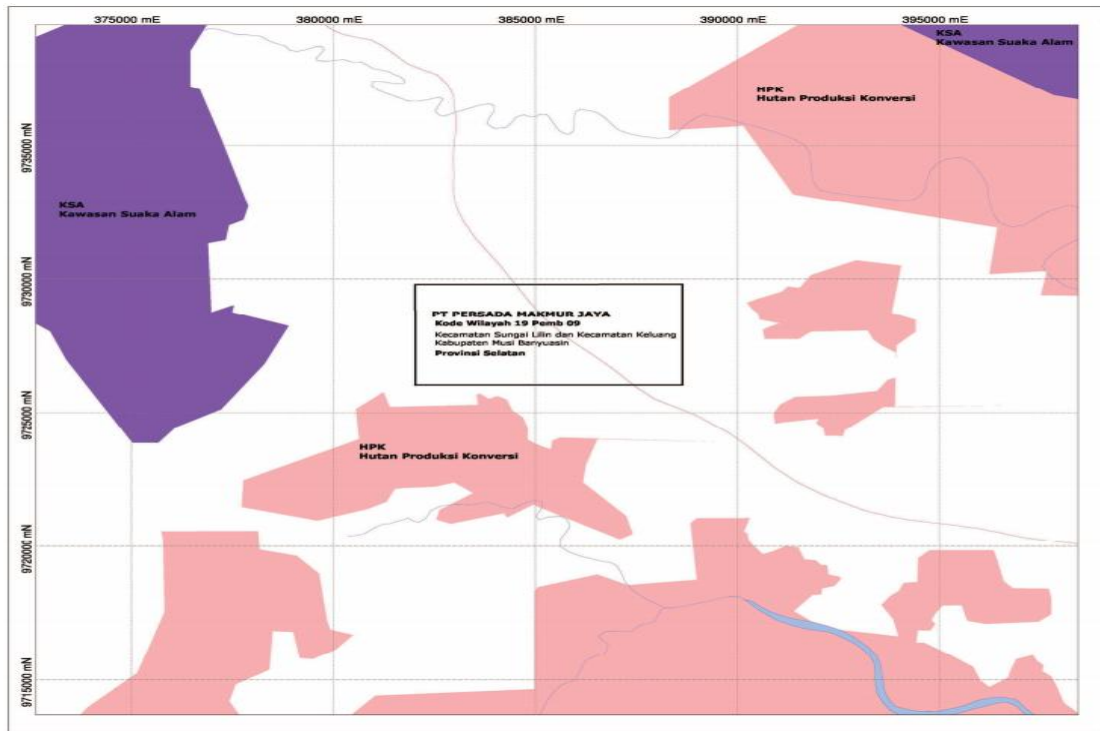 375000 mE
380000 mE
385000 mE
390000 mE
395000 mE
KSA
Kawasan Suaka Alam
HPK
Hutan Produksi Konversi
9735000 mN
KSA
Kawasan Suaka Alam
9730000 mN
PT PERSADA MAKMUR JAYA
Kode Wilayah 19 Pemb 09
Kecamatan Sungai Lilin dan Kecamatan Keluang
Kabupaten Musi Banyuasin
Provinsi Selatan
9725000 mN
HPK
Hutan Produksi Konversi
9720000 mN
9715000 mN